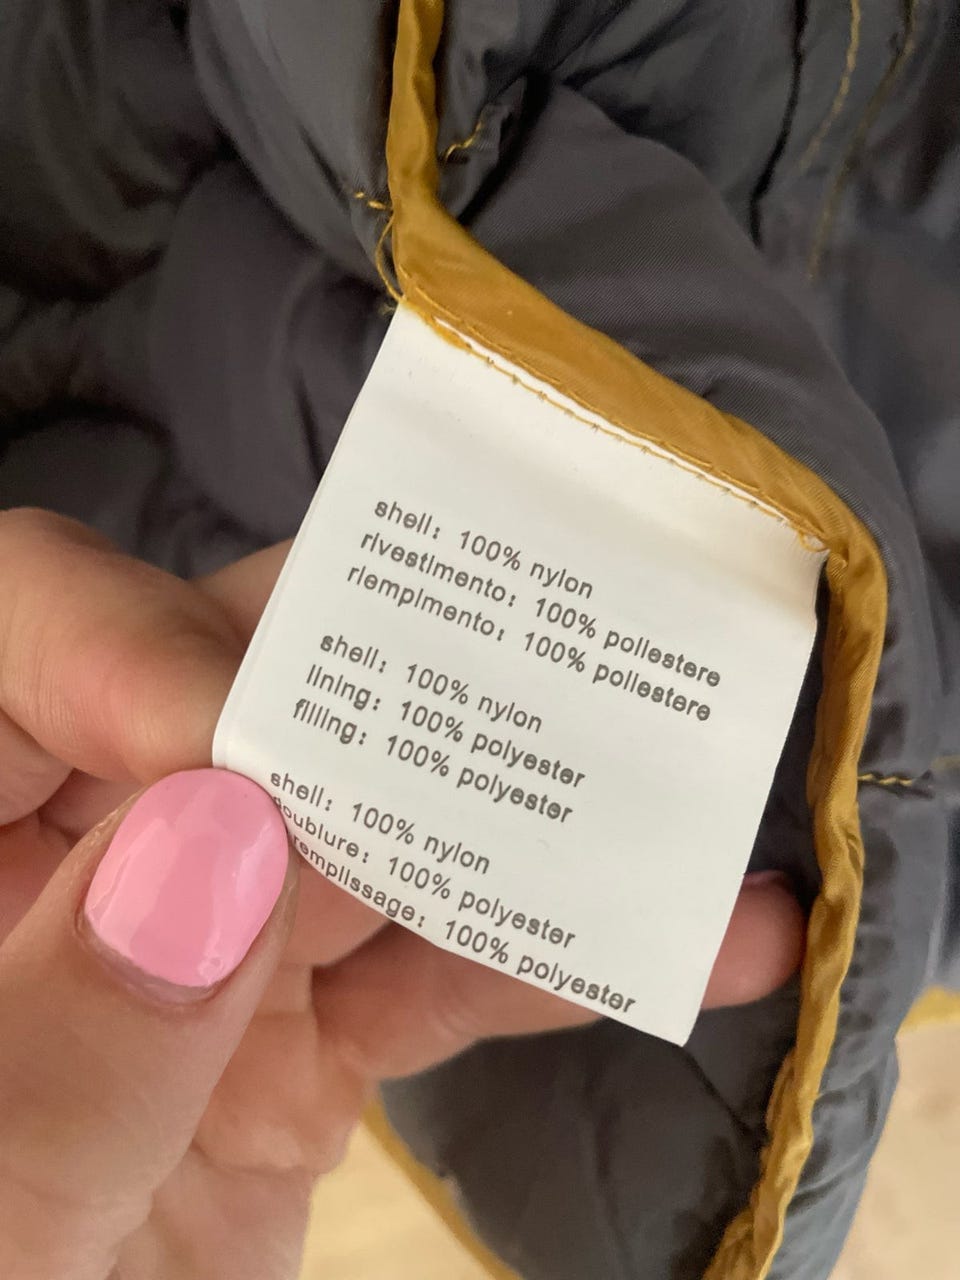 shell: 100% nylon
rivestimento: 100% poliestere
riempimento: 100% poliestere
shell: 100% nylon
lining: 100% polyester
filling: 100% polyester
shell: 100% nylon
doublure: 100% polyester
remplissage: 100% polyester